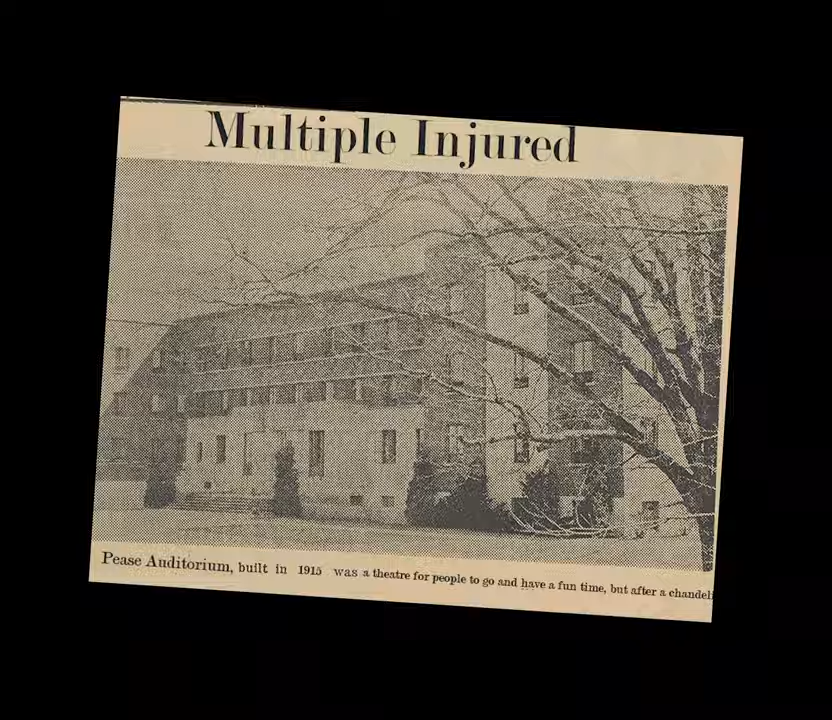 Multiple Injured
Pease Auditorium, built in 1915 was a theatre for people to go and have a fun time, but after a chandeli